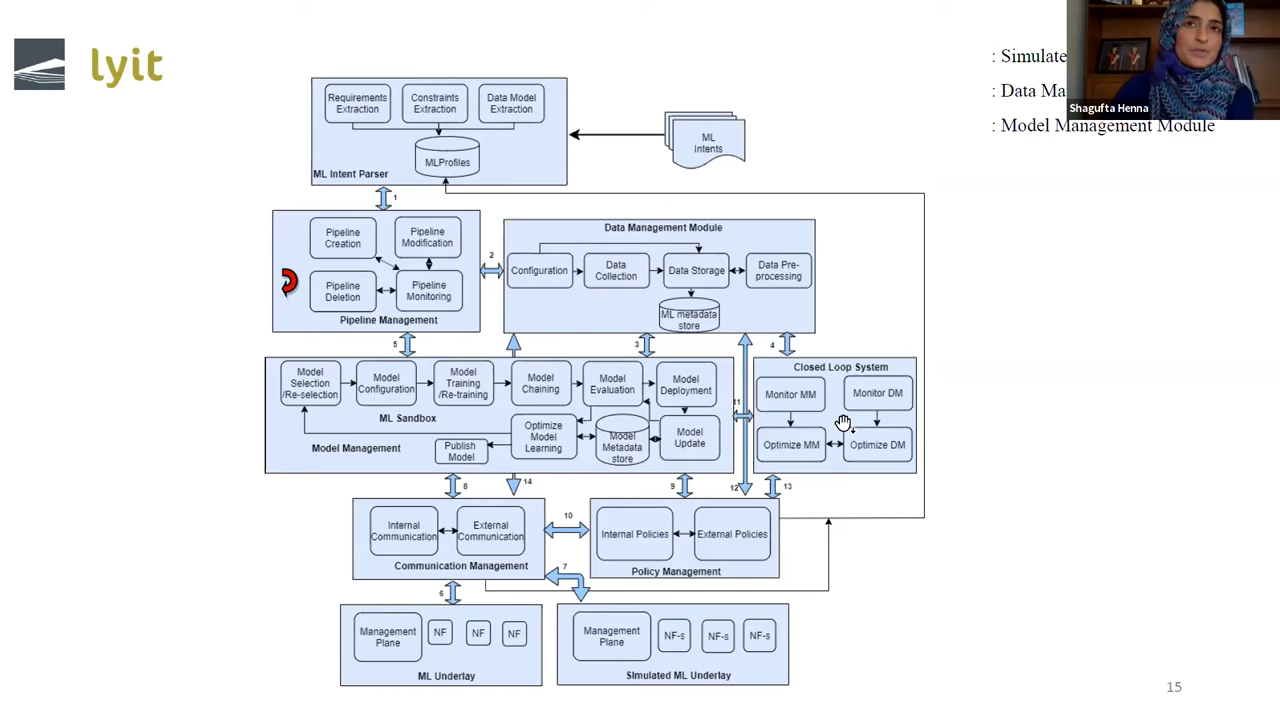 lyit
: Simulate
: Data Ma
: Model Management Module
Shagufta Henna
Requirements
Extraction
Constraints
Extraction
Data Model
Extraction
MLProfiles
ML Intent Parser
ML
Intents
1
Pipeline
Creation
Pipeline
Modification
Pipeline
Deletion
Pipeline
Monitoring
Pipeline Management
2
Data Management Module
Configuration
Data
Collection
Data Storage
Data Pre-
processing
ML metadata
store
5
3
4
Model
Selection
/Re-selection
Model
Configuration
Model
Training
/Re-training
Model
Chaining
Model
Evaluation
Model
Deployment
ML Sandbox
Optimize
Model
Learning
Model
Metadata
store
Model
Update
Publish
Model
Model Management
11
Closed Loop System
Monitor MM
Monitor DM
Optimize MM
Optimize DM
8
14
9
12
13
Internal
Communication
External
Communication
Communication Management
10
Internal Policies
External Policies
Policy Management
7
6
Management
Plane
NF
NF
NF
ML Underlay
Management
Plane
NF-s
NF-s
NF-s
SImulated ML Underlay
15